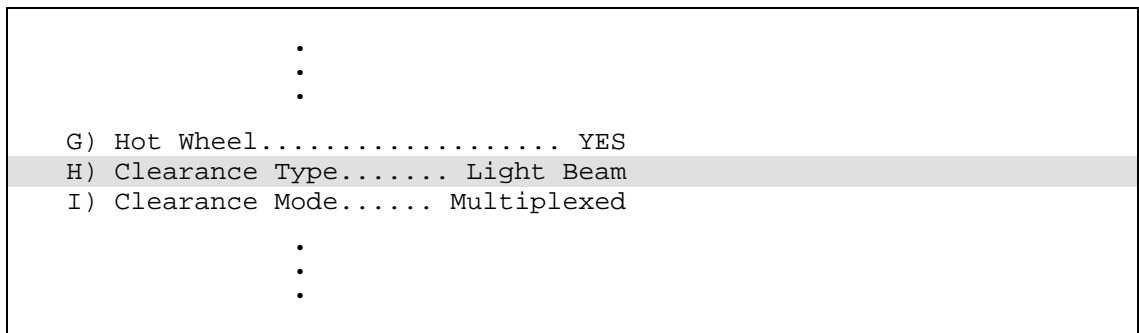 .
.
.
G) Hot Wheel................... YES
H) Clearance Type....... Light Beam
I) Clearance Mode...... Multiplexed
.
.
.